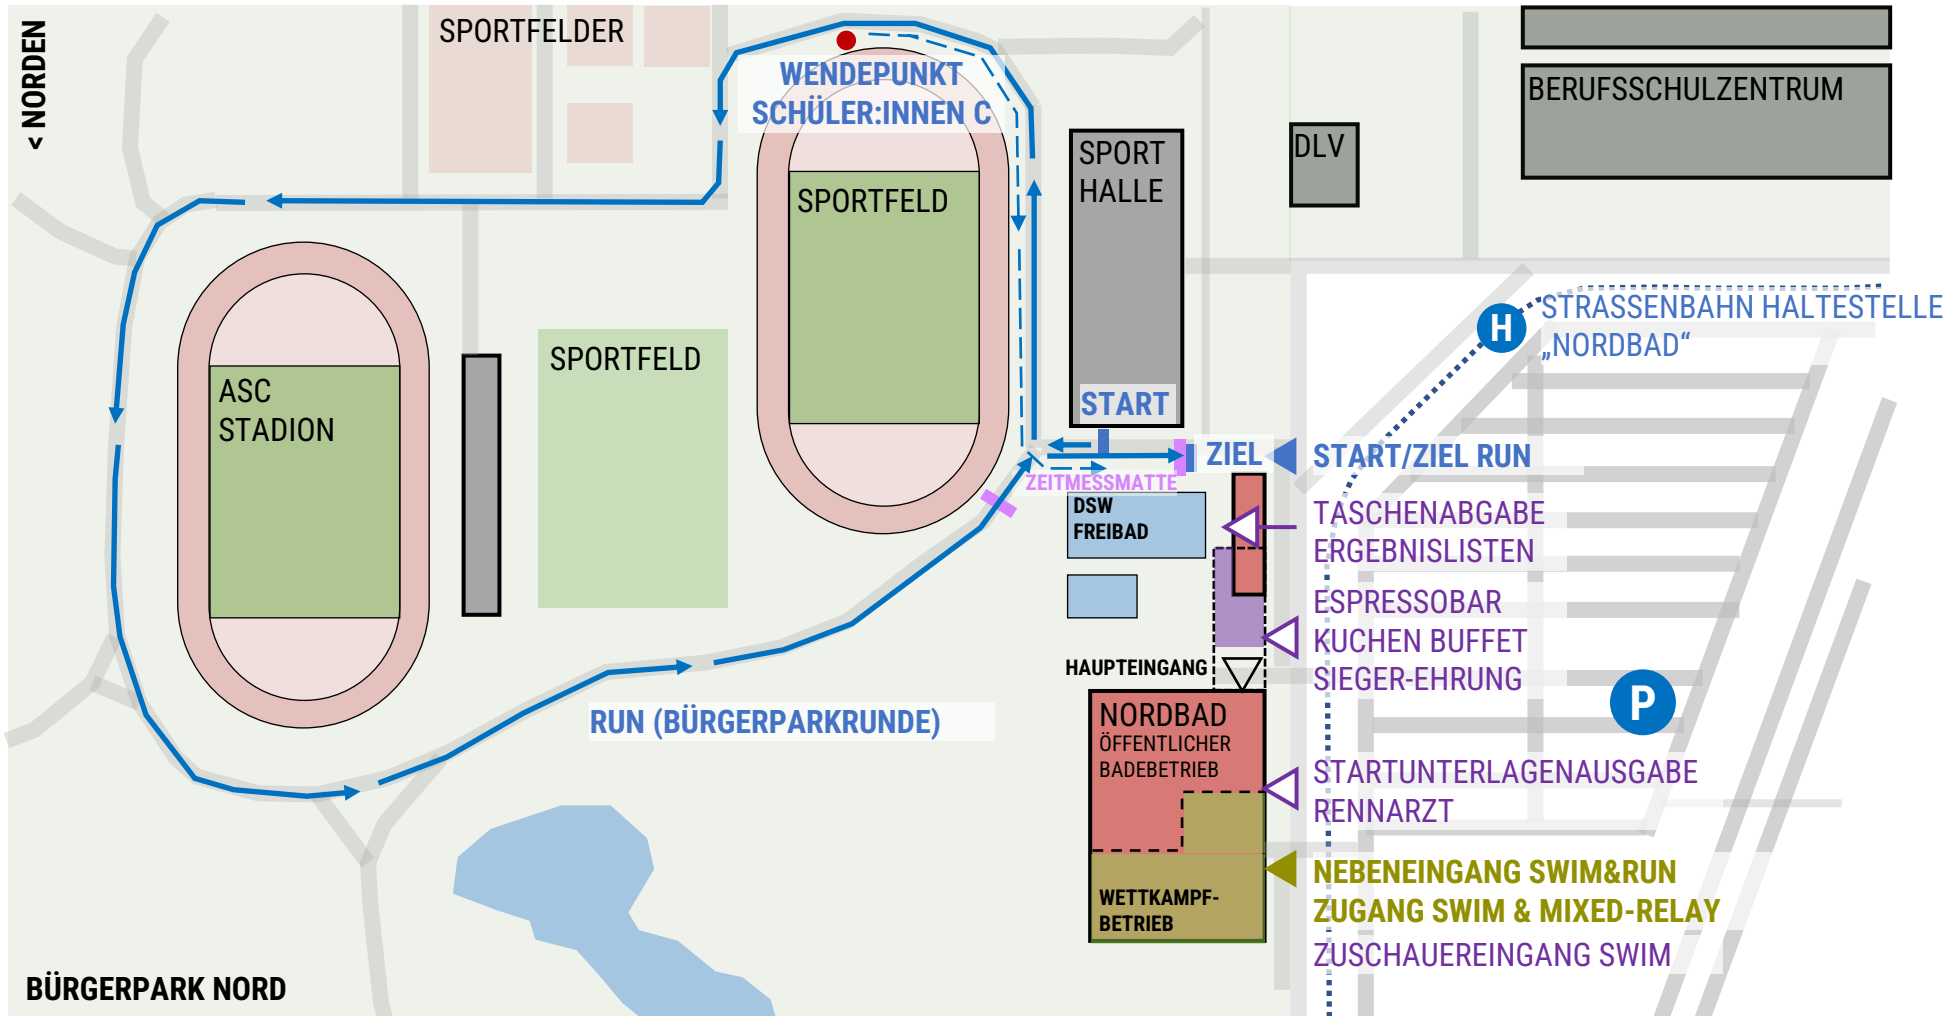 < NORDEN
SPORTFELDER
WENDEPUNKT
SCHÜLER:INNEN C
SPORTFELD
SPORT
HALLE
DLV
BERUFSSCHULZENTRUM
H
STRASSENBAHN HALTESTELLE
„NORDBAD“
ASC
STADION
SPORTFELD
START
ZIEL
START/ZIEL RUN
ZEITMESSMATTE
DSW
FREIBAD
TASCHENABGABE
ERGEBNISLISTEN
ESPRESSOBAR
KUCHEN BUFFET
SIEGER-EHRUNG
HAUPTEINGANG
P
RUN (BÜRGERPARKRUNDE)
NORDBAD
ÖFFENTLICHER
BADEBETRIEB
STARTUNTERLAGENAUSGABE
RENNARZT
WETTKAMPF-
BETRIEB
NEBENEINGANG SWIM&RUN
ZUGANG SWIM & MIXED-RELAY
ZUSCHAUEREINGANG SWIM
BÜRGERPARK NORD